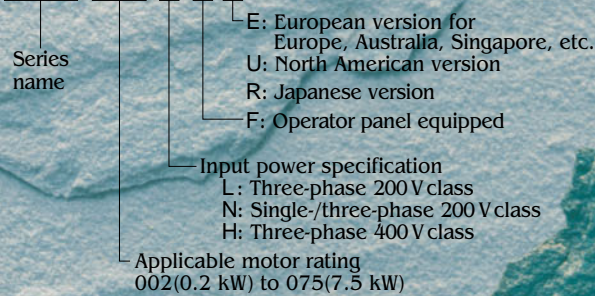 E: European version for
Europe, Australia, Singapore, etc.
Series
name
U: North American version
R: Japanese version
F: Operator panel equipped
Input power specification
L: Three-phase 200 V class
N: Single-/three-phase 200 V class
H: Three-phase 400 V class
Applicable motor rating
002(0.2 kW) to 075(7.5 kW)